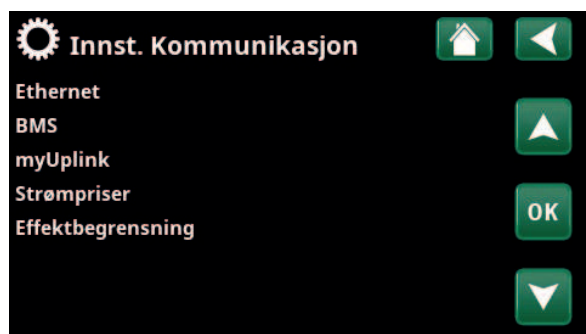 Innst. Kommunikasjon
Ethernet
BMS
myUplink
Strømpriser
Effektbegrensning
OK